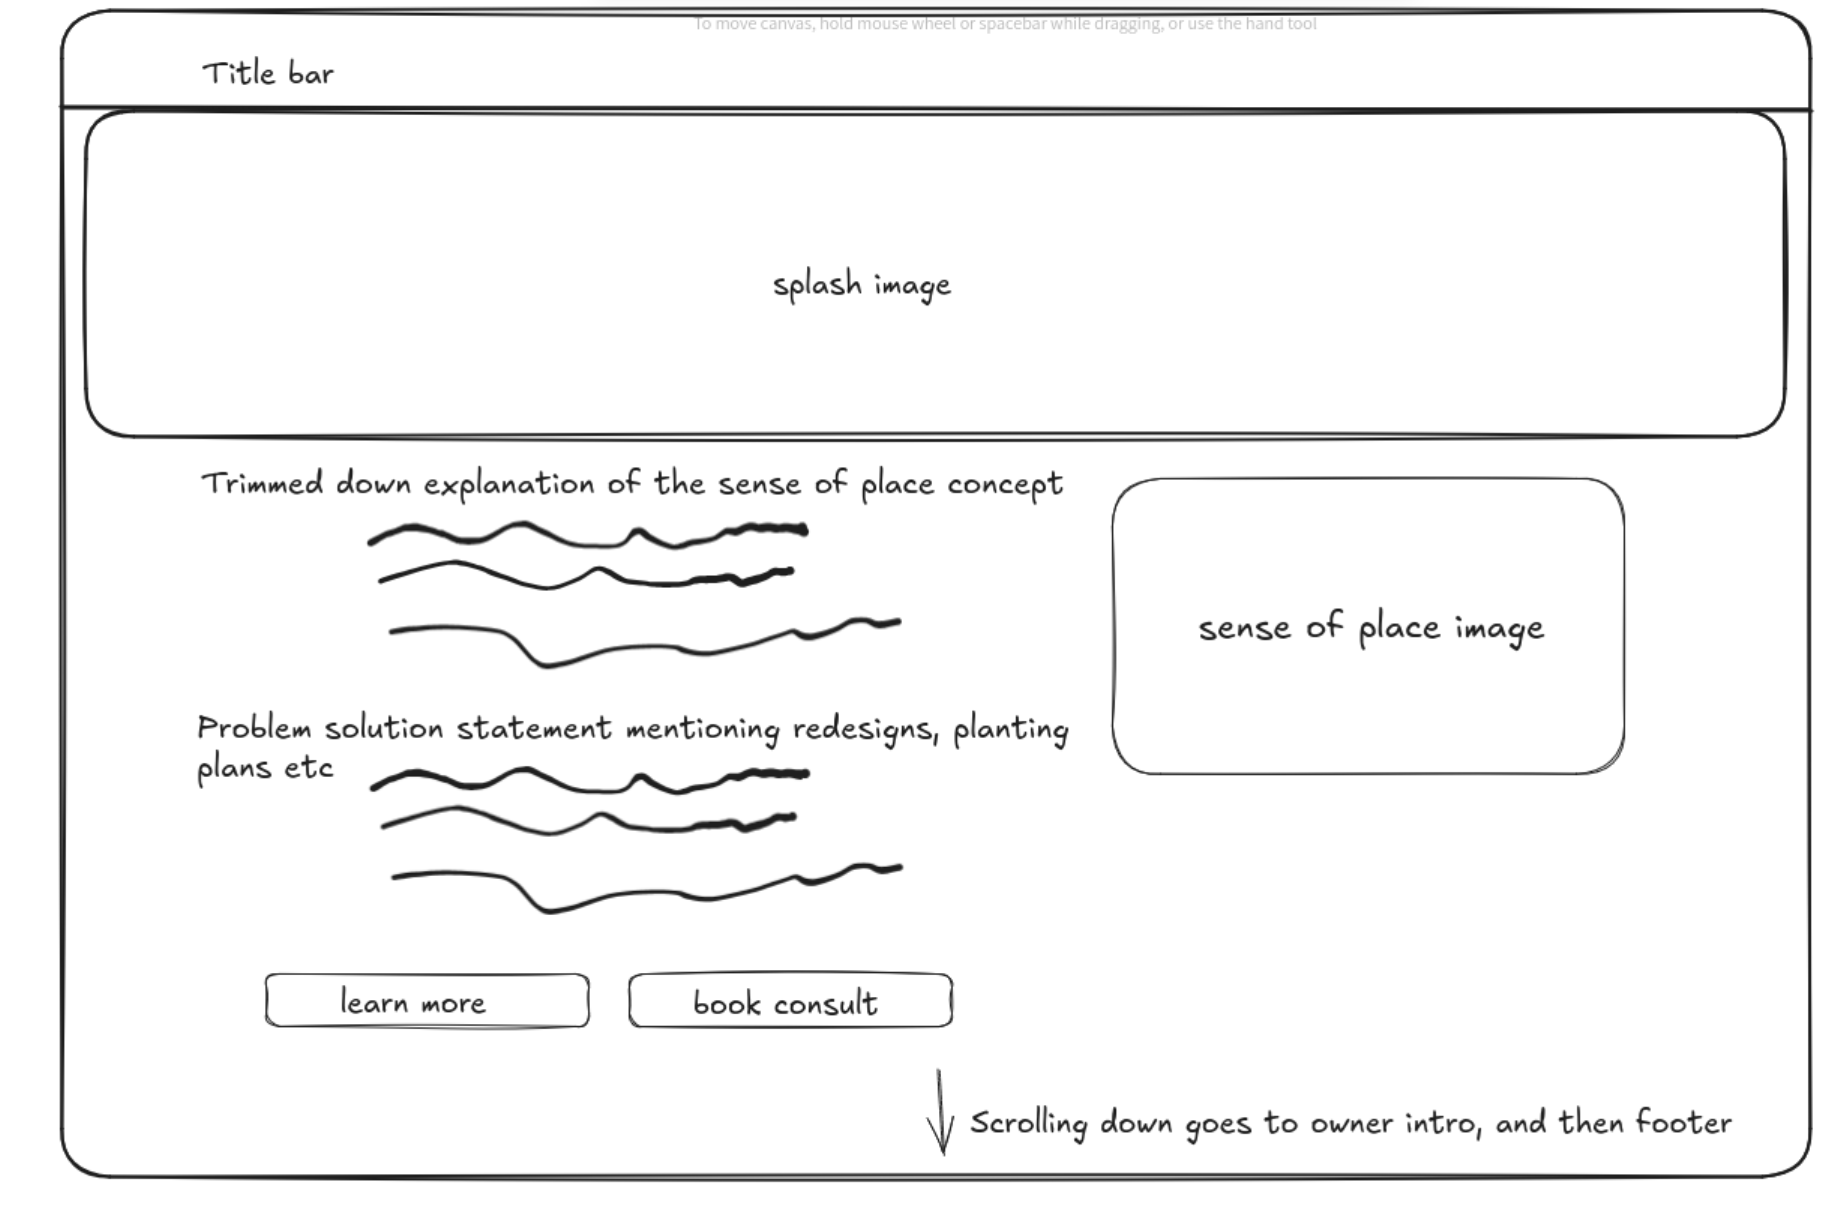 To move canvas, hold mouse wheel or spacebar while dragging, or use the hand tool
Title bar
splash image
Trimmed down explanation of the sense of place concept
sense of place image
Problem solution statement mentioning redesigns, planting
plans etc
learn more
book consult
Scrolling down goes to owner intro, and then footer